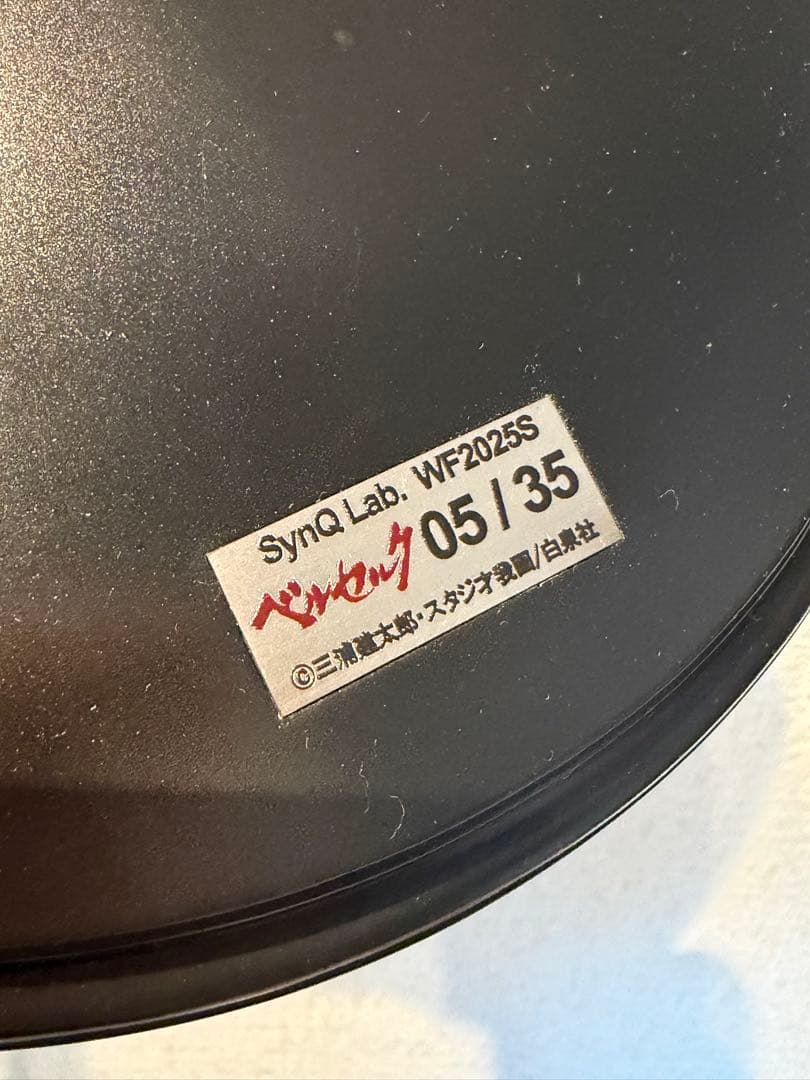 SynQ Lab. WF2025S
ベルセルク 05 / 35
©三浦建太郎・スタジオ我画/白泉社